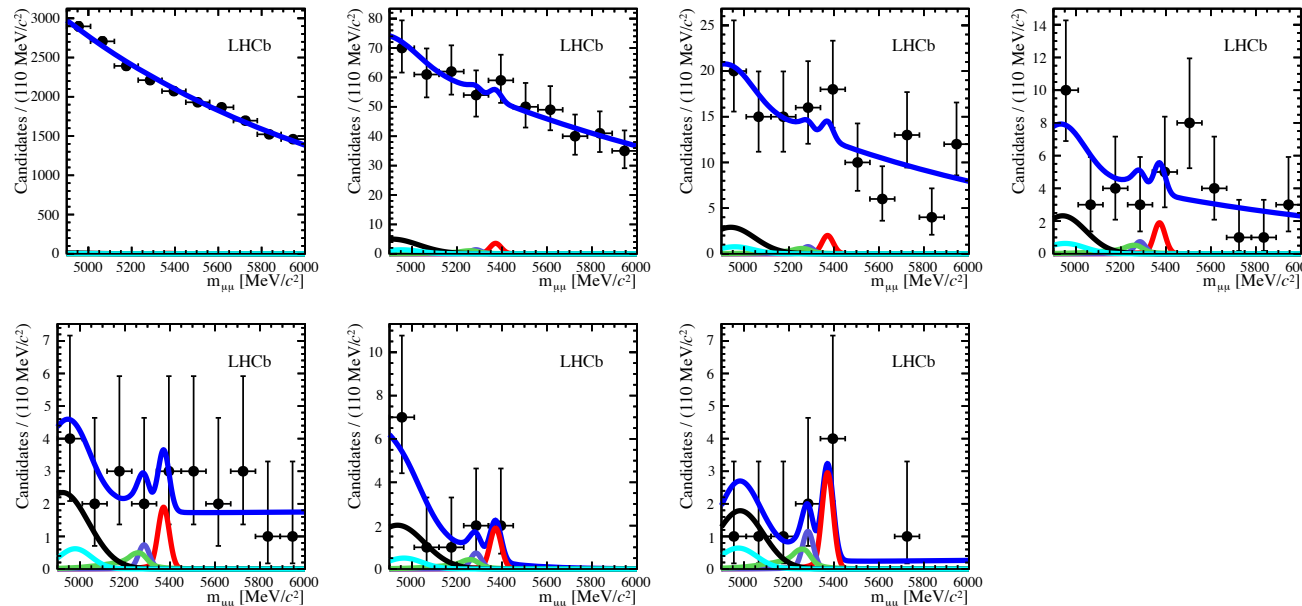 Candidates / (110 MeV/c²)
3000
2500
2000
1500
1000
500
0
LHCb
5000 5200 5400 5600 5800 6000
m_μμ [MeV/c²]
Candidates / (110 MeV/c²)
80
70
60
50
40
30
20
10
0
LHCb
5000 5200 5400 5600 5800 6000
m_μμ [MeV/c²]
Candidates / (110 MeV/c²)
25
20
15
10
5
0
LHCb
5000 5200 5400 5600 5800 6000
m_μμ [MeV/c²]
Candidates / (110 MeV/c²)
14
12
10
8
6
4
2
0
LHCb
5000 5200 5400 5600 5800 6000
m_μμ [MeV/c²]
Candidates / (110 MeV/c²)
7
6
5
4
3
2
1
0
LHCb
5000 5200 5400 5600 5800 6000
m_μμ [MeV/c²]
Candidates / (110 MeV/c²)
10
8
6
4
2
0
LHCb
5000 5200 5400 5600 5800 6000
m_μμ [MeV/c²]
Candidates / (110 MeV/c²)
7
6
5
4
3
2
1
0
LHCb
5000 5200 5400 5600 5800 6000
m_μμ [MeV/c²]